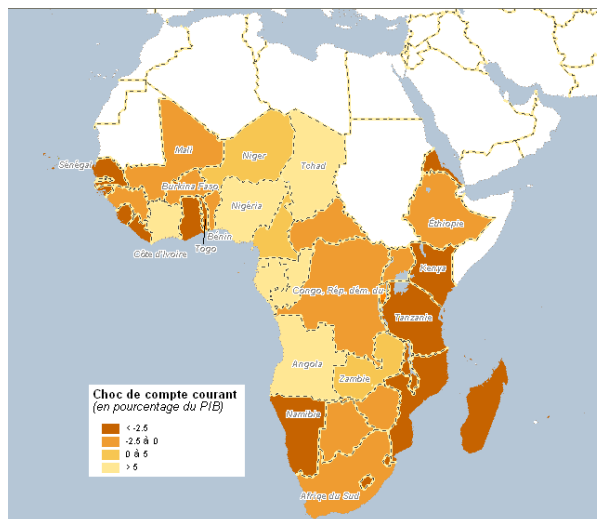 Mali
Niger
Tchad
Sénégal
Burkina Faso
Nigéria
Éthiopie
Bénin
Togo
Côte d'Ivoire
Kenya
Congo, Rép. dém. du
Tanzanie
Angola
Zambie
Namibie
Afriqe du Sud
Choc de compte courant
(en pourcentage du PIB)
< -2.5
-2.5 à 0
0 à 5
> 5